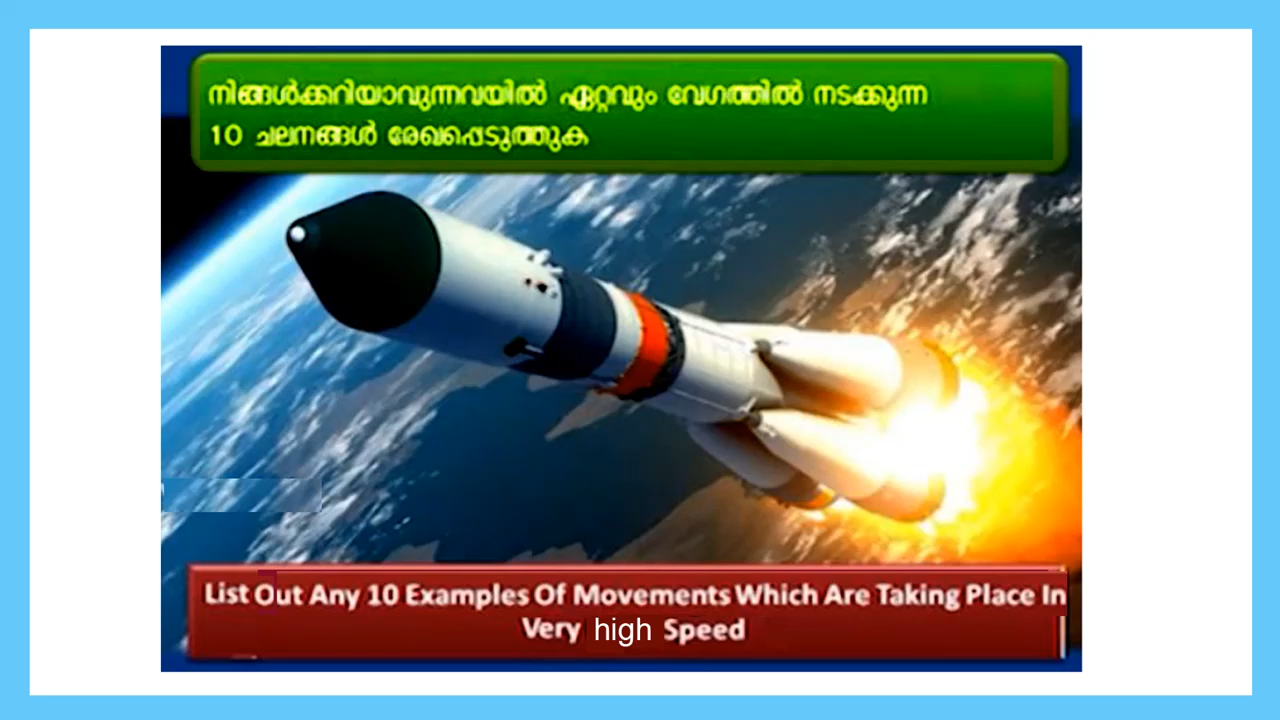 നിങ്ങൾക്കറിയാവുന്നവയിൽ ഏറ്റവും വേഗത്തിൽ നടക്കുന്ന
10 ചലനങ്ങൾ രേഖപ്പെടുത്തുക
List Out Any 10 Examples Of Movements Which Are Taking Place In
Very high Speed